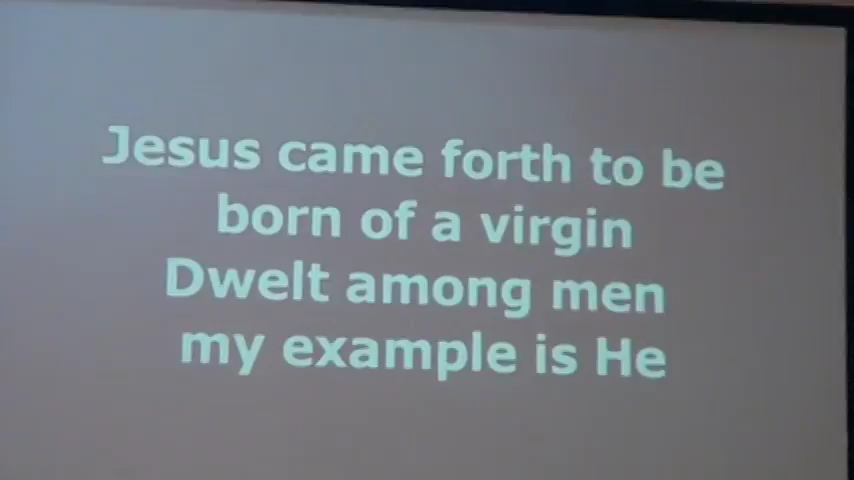 Jesus came forth to be
born of a virgin
Dwelt among men
my example is He